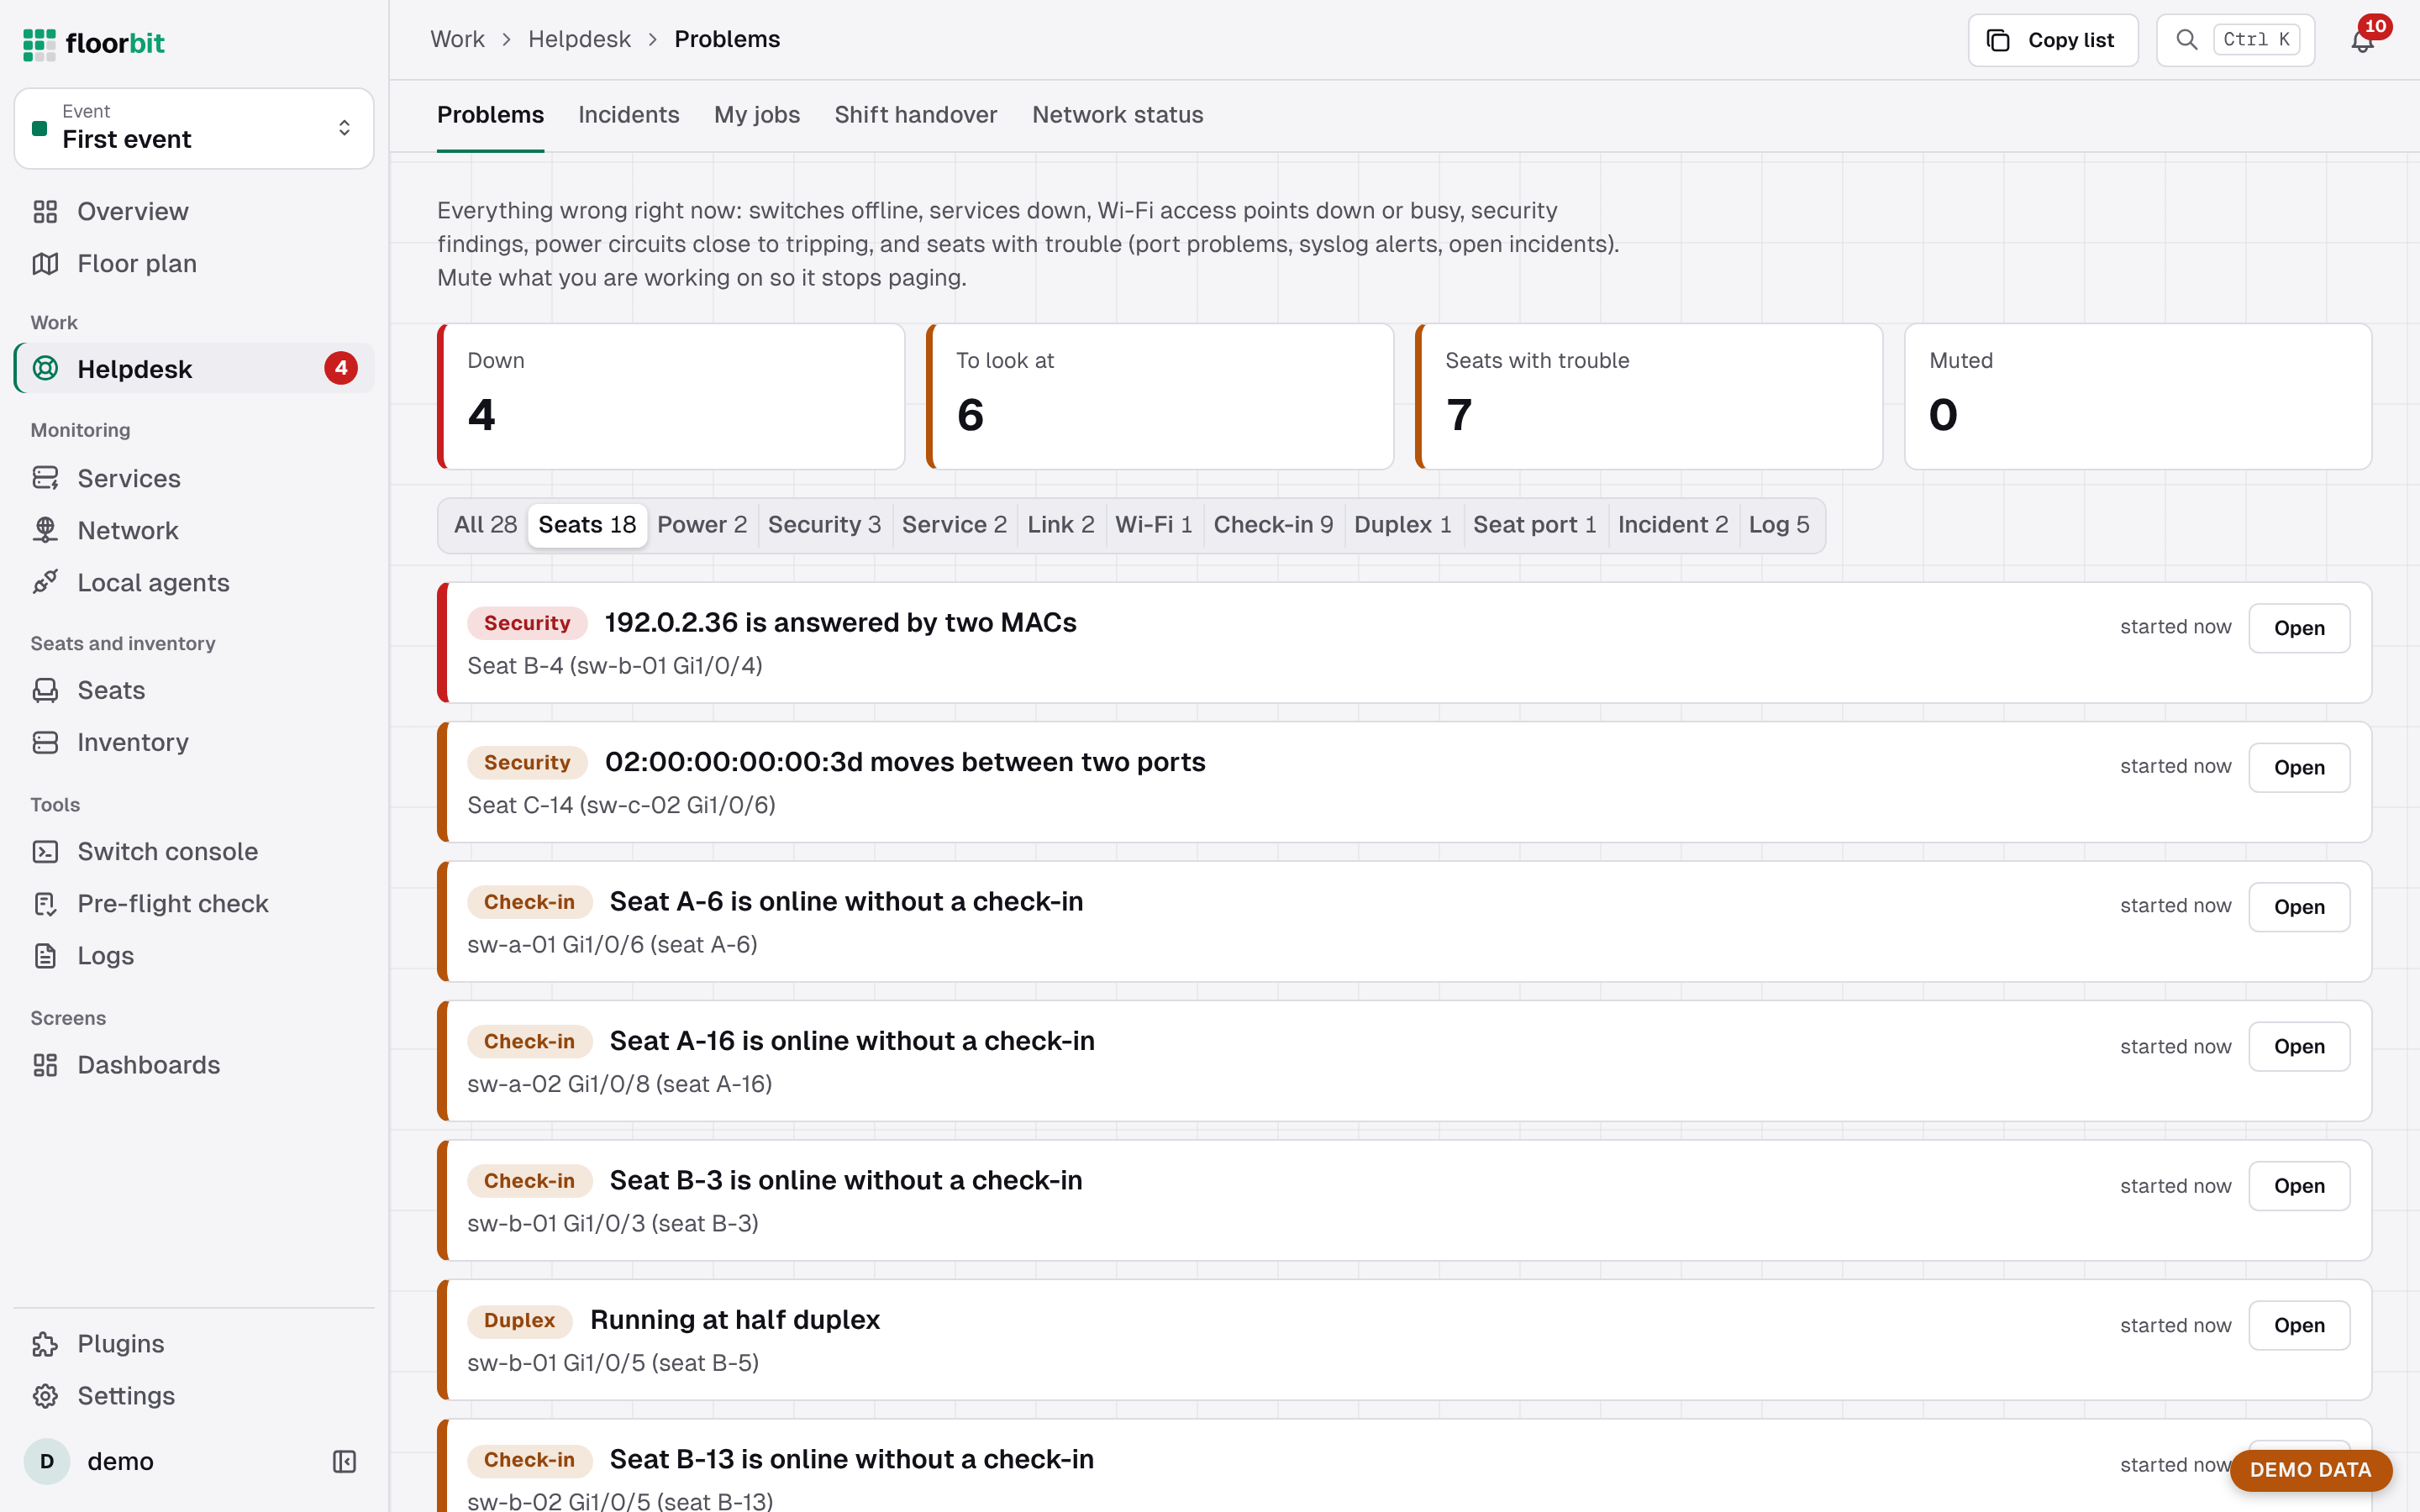 floorbit
Event
First event
Overview
Floor plan
Work
Helpdesk 4
Monitoring
Services
Network
Local agents
Seats and inventory
Seats
Inventory
Tools
Switch console
Pre-flight check
Logs
Screens
Dashboards
Plugins
Settings
D demo
Work > Helpdesk > Problems
Copy list
Ctrl K
10
Problems Incidents My jobs Shift handover Network status
Everything wrong right now: switches offline, services down, Wi-Fi access points down or busy, security
findings, power circuits close to tripping, and seats with trouble (port problems, syslog alerts, open incidents).
Mute what you are working on so it stops paging.
Down
4
To look at
6
Seats with trouble
7
Muted
0
All 28 Seats 18 Power 2 Security 3 Service 2 Link 2 Wi-Fi 1 Check-in 9 Duplex 1 Seat port 1 Incident 2 Log 5
Security 192.0.2.36 is answered by two MACs started now Open
Seat B-4 (sw-b-01 Gi1/0/4)
Security 02:00:00:00:00:3d moves between two ports started now Open
Seat C-14 (sw-c-02 Gi1/0/6)
Check-in Seat A-6 is online without a check-in started now Open
sw-a-01 Gi1/0/6 (seat A-6)
Check-in Seat A-16 is online without a check-in started now Open
sw-a-02 Gi1/0/8 (seat A-16)
Check-in Seat B-3 is online without a check-in started now Open
sw-b-01 Gi1/0/3 (seat B-3)
Duplex Running at half duplex started now Open
sw-b-01 Gi1/0/5 (seat B-5)
Check-in Seat B-13 is online without a check-in started now
sw-b-02 Gi1/0/5 (seat B-13)
DEMO DATA